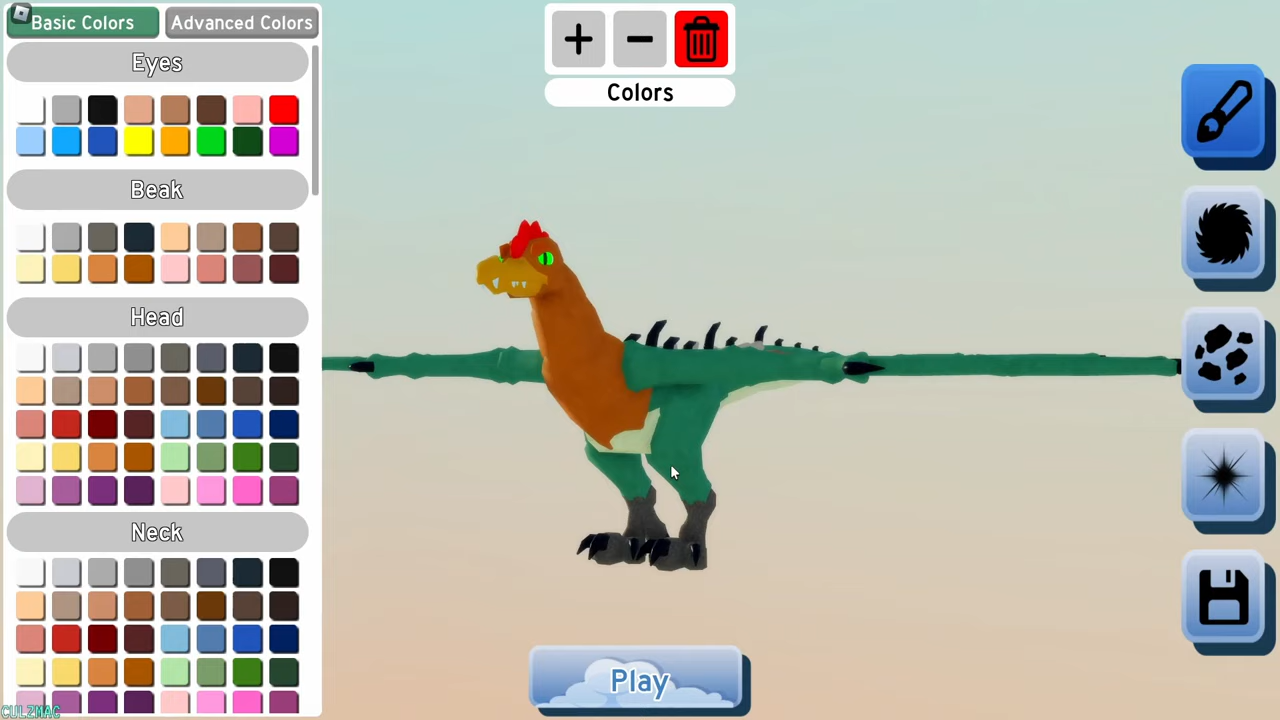 Basic Colors
Advanced Colors
Eyes
Beak
Head
Neck
Colors
Play
CULZMAC